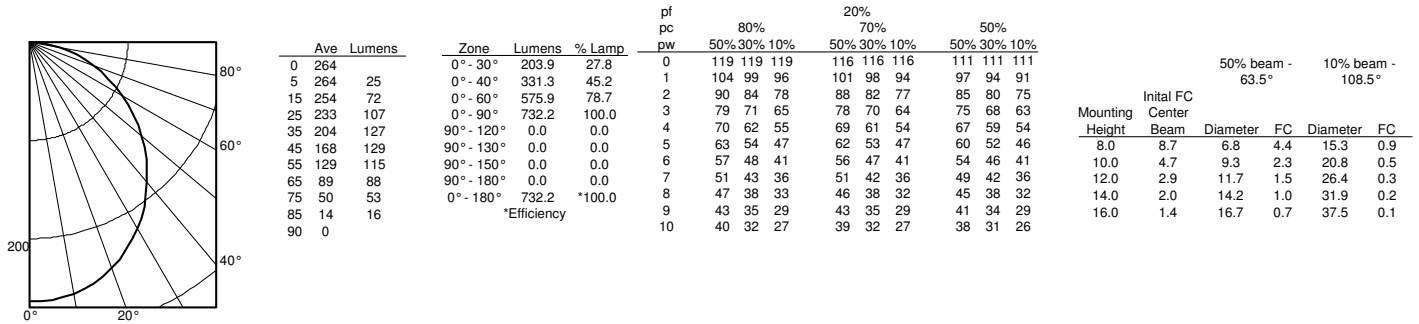 80°
60°
200
40°
0° 20°
Ave Lumens
0 264
5 264 25
15 254 72
25 233 107
35 204 127
45 168 129
55 129 115
65 89 88
75 50 53
85 14 16
90 0
Zone Lumens % Lamp
0° - 30° 203.9 27.8
0° - 40° 331.3 45.2
0° - 60° 575.9 78.7
0° - 90° 732.2 100.0
90° - 120° 0.0 0.0
90° - 130° 0.0 0.0
90° - 150° 0.0 0.0
90° - 180° 0.0 0.0
0° - 180° 732.2 *100.0
*Efficiency
pf 20%
pc 80% 70% 50%
pw 50% 30% 10% 50% 30% 10% 50% 30% 10%
0 119 119 119 116 116 116 111 111 111
1 104 99 96 101 98 94 97 94 91
2 90 84 78 88 82 77 85 80 75
3 79 71 65 78 70 64 75 68 63
4 70 62 55 69 61 54 67 59 54
5 63 54 47 62 53 47 60 52 46
6 57 48 41 56 47 41 54 46 41
7 51 43 36 51 42 36 49 42 36
8 47 38 33 46 38 32 45 38 32
9 43 35 29 43 35 29 41 34 29
10 40 32 27 39 32 27 38 31 26
50% beam - 10% beam -
63.5° 108.5°
Inital FC
Mounting Center
Height Beam Diameter FC Diameter FC
8.0 8.7 6.8 4.4 15.3 0.9
10.0 4.7 9.3 2.3 20.8 0.5
12.0 2.9 11.7 1.5 26.4 0.3
14.0 2.0 14.2 1.0 31.9 0.2
16.0 1.4 16.7 0.7 37.5 0.1